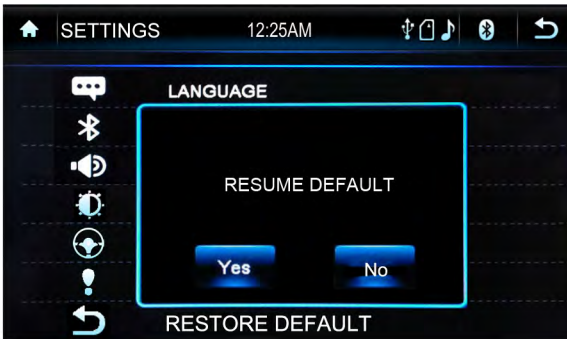 SETTINGS 12:25AM
LANGUAGE
RESUME DEFAULT
Yes No
RESTORE DEFAULT